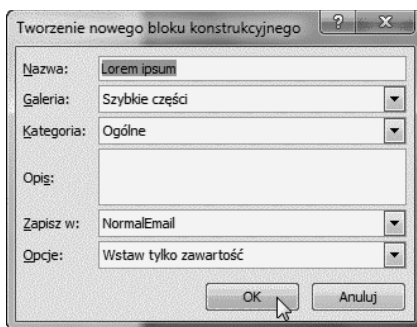 Tworzenie nowego bloku konstrukcyjnego
Nazwa: Lorem ipsum
Galeria: Szybkie części
Kategoria: Ogólne
Opis:
Zapisz w: NormalEmail
Opcje: Wstaw tylko zawartość
OK Anuluj